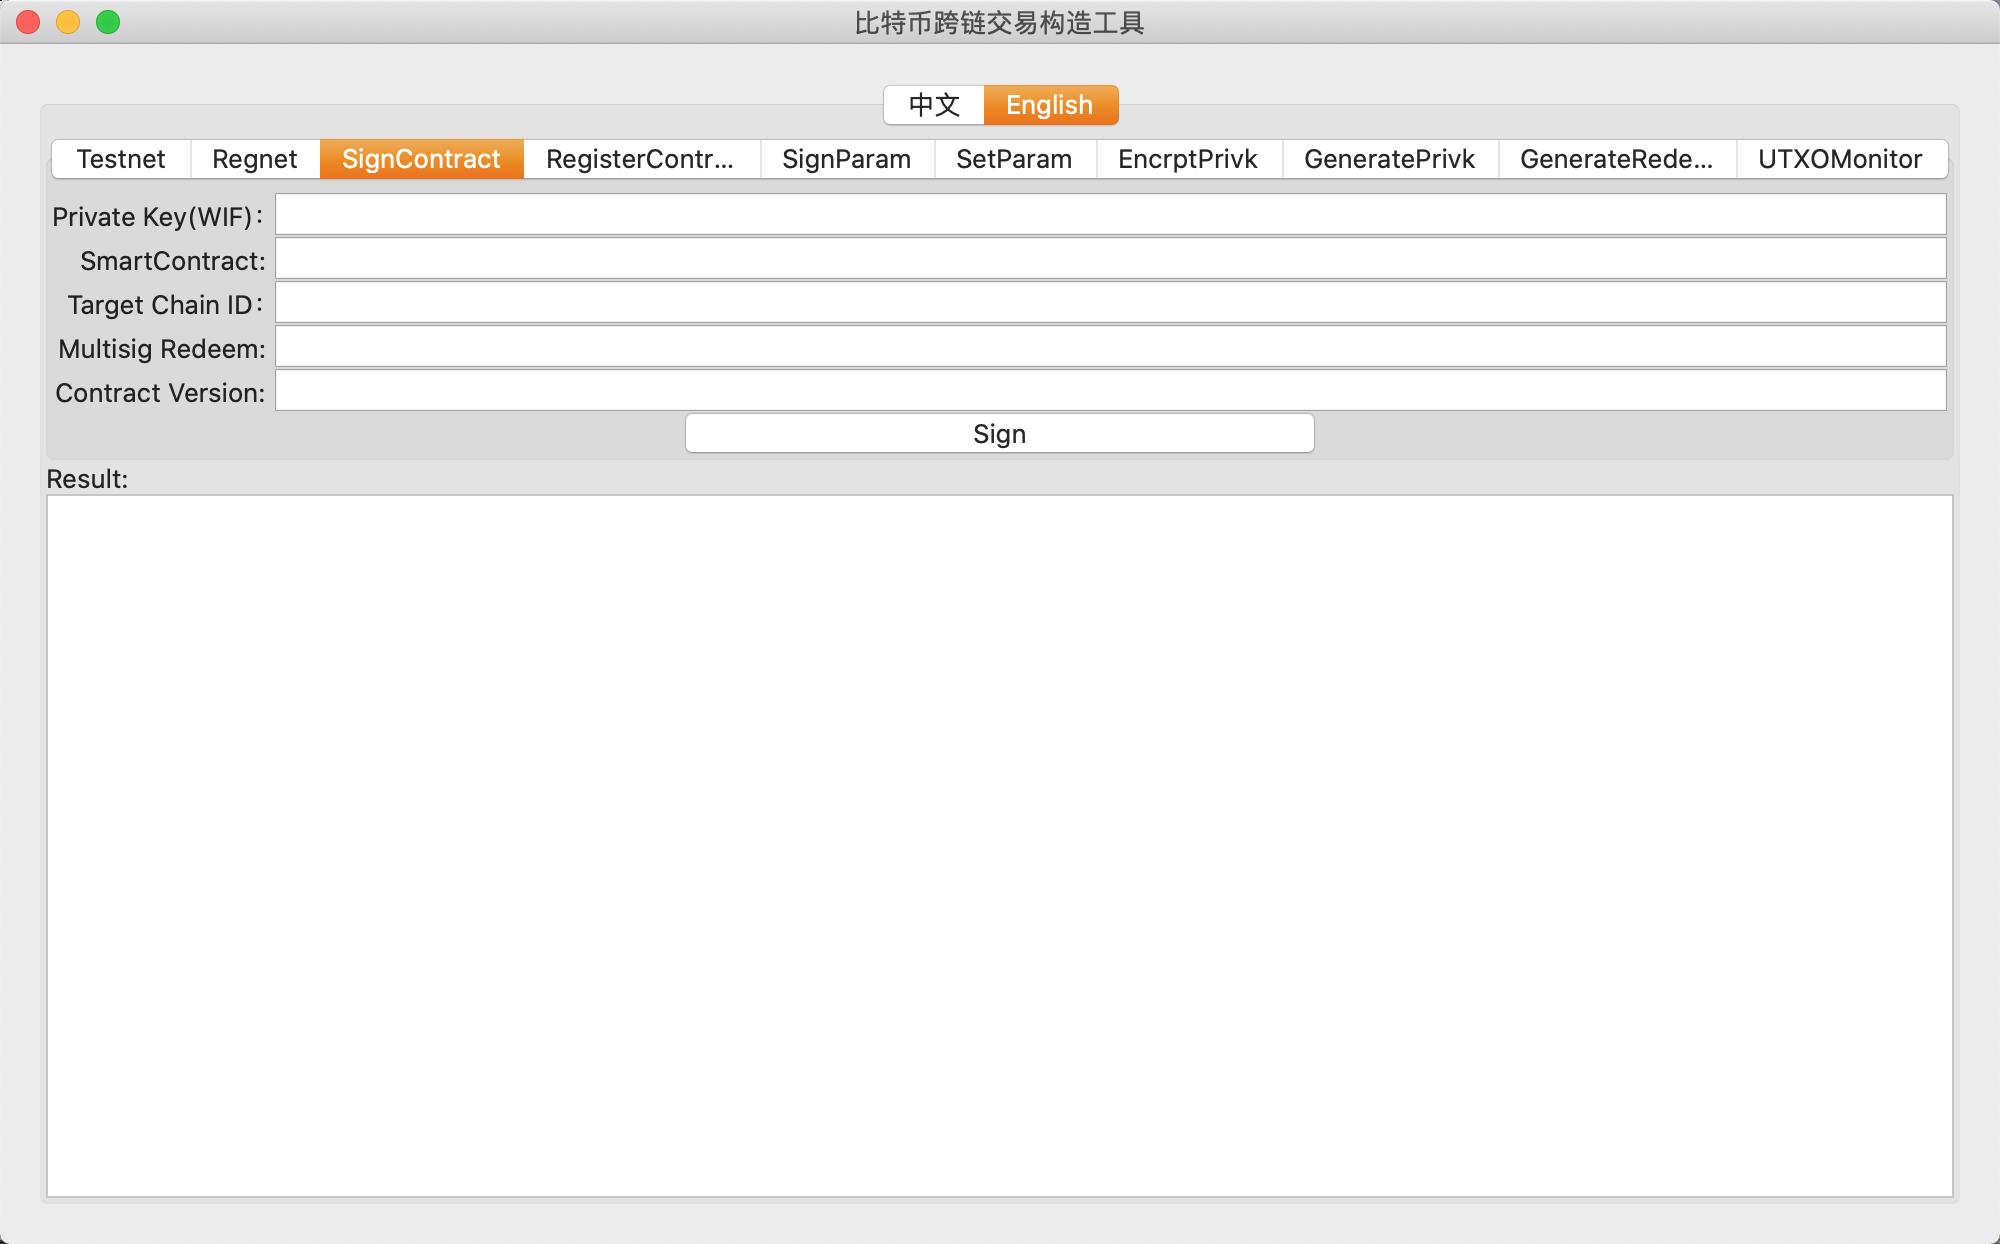 比特币跨链交易构造工具
中文 English
Testnet Regnet SignContract RegisterContr... SignParam SetParam EncrptPrivk GeneratePrivk GenerateRede... UTXOMonitor
Private Key(WIF):
SmartContract:
Target Chain ID:
Multisig Redeem:
Contract Version:
Sign
Result: